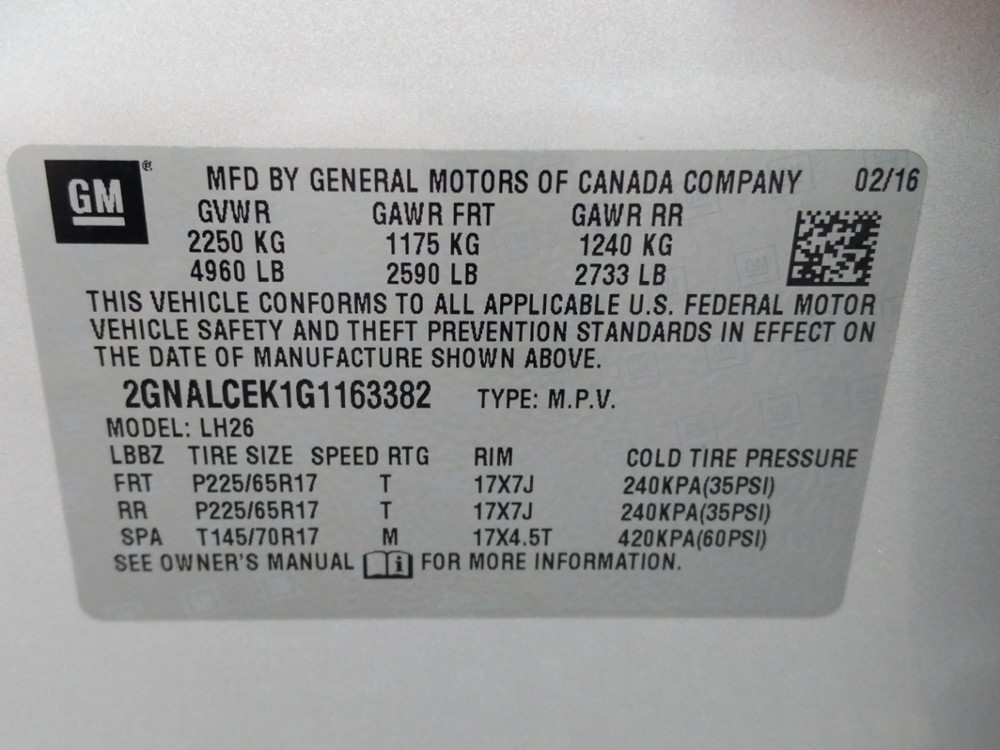 GM ® MFD BY GENERAL MOTORS OF CANADA COMPANY 02/16
GVWR GAWR FRT GAWR RR
2250 KG 1175 KG 1240 KG
4960 LB 2590 LB 2733 LB
THIS VEHICLE CONFORMS TO ALL APPLICABLE U.S. FEDERAL MOTOR
VEHICLE SAFETY AND THEFT PREVENTION STANDARDS IN EFFECT ON
THE DATE OF MANUFACTURE SHOWN ABOVE.
2GNALCEK1G1163382 TYPE: M.P.V.
MODEL: LH26
LBBZ TIRE SIZE SPEED RTG RIM COLD TIRE PRESSURE
FRT P225/65R17 T 17X7J 240KPA(35PSI)
RR P225/65R17 T 17X7J 240KPA(35PSI)
SPA T145/70R17 M 17X4.5T 420KPA(60PSI)
SEE OWNER'S MANUAL i FOR MORE INFORMATION.